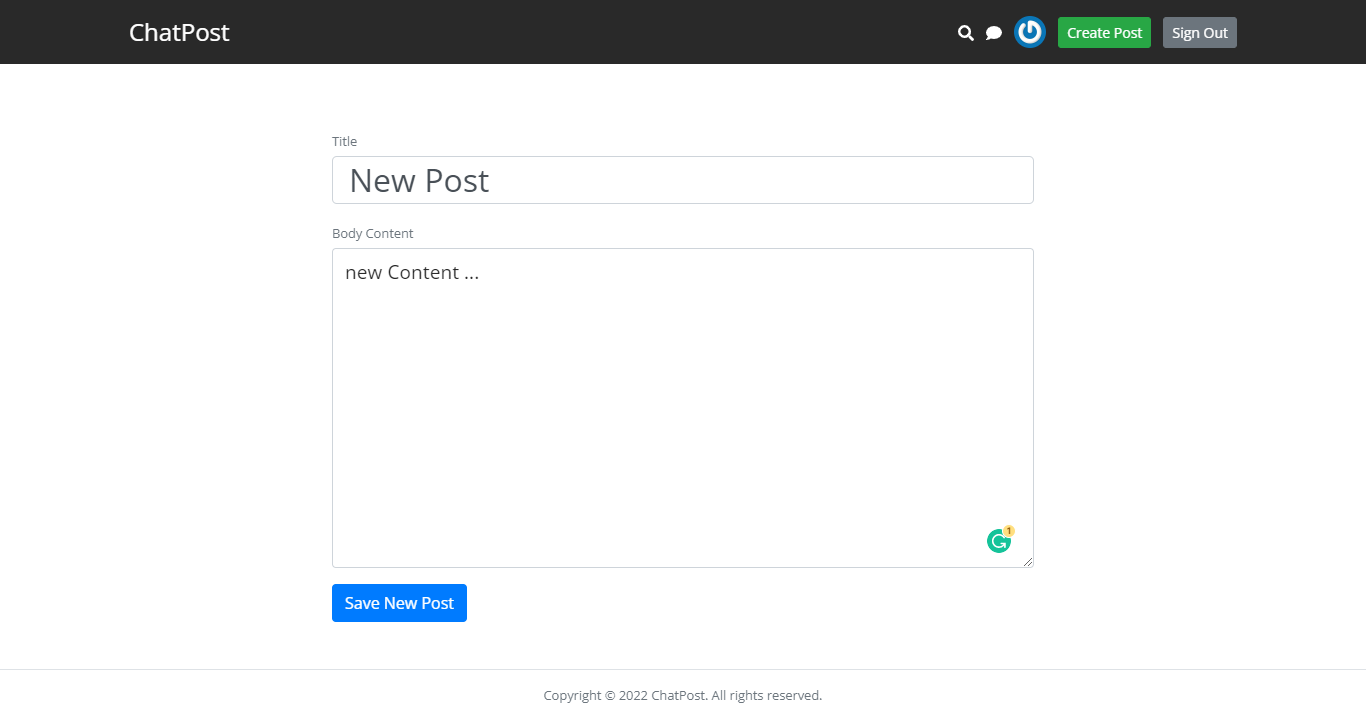 ChatPost
Create Post
Sign Out
Title
New Post
Body Content
new Content ...
1
Save New Post
Copyright © 2022 ChatPost. All rights reserved.